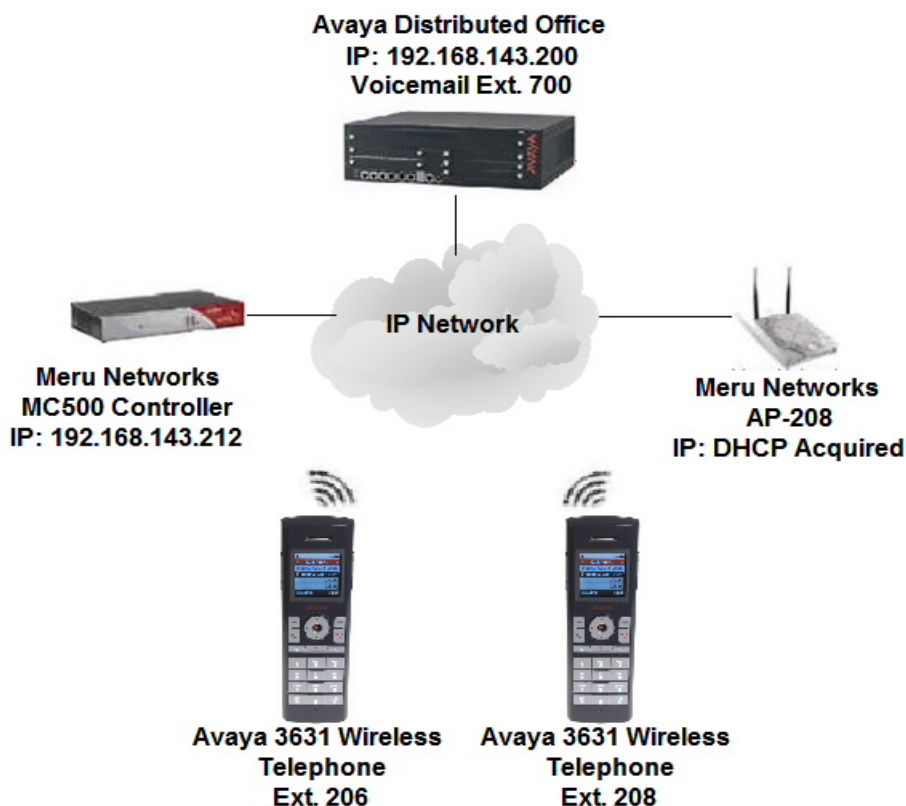 Avaya Distributed Office
IP: 192.168.143.200
Voicemail Ext. 700
AVAYA
IP Network
Meru Networks
MC500 Controller
IP: 192.168.143.212
Meru Networks
AP-208
IP: DHCP Acquired
Avaya 3631 Wireless
Telephone
Ext. 206
Avaya 3631 Wireless
Telephone
Ext. 208